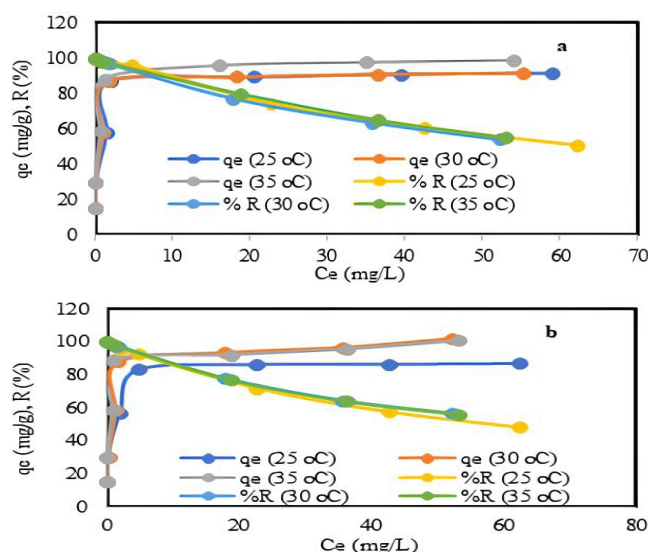 120
a
100
80
60
40
20
0
qe (mg/g), R (%)
qe (25 oC) qe (30 oC)
qe (35 oC) % R (25 oC)
% R (30 oC) % R (35 oC)
0 10 20 30 40 50 60 70
Ce (mg/L)
120
b
100
80
60
40
20
0
qe (mg/g), R (%)
qe (25 oC) qe (30 oC)
qe (35 oC) %R (25 oC)
%R (30 oC) %R (35 oC)
0 20 40 60 80
Ce (mg/L)